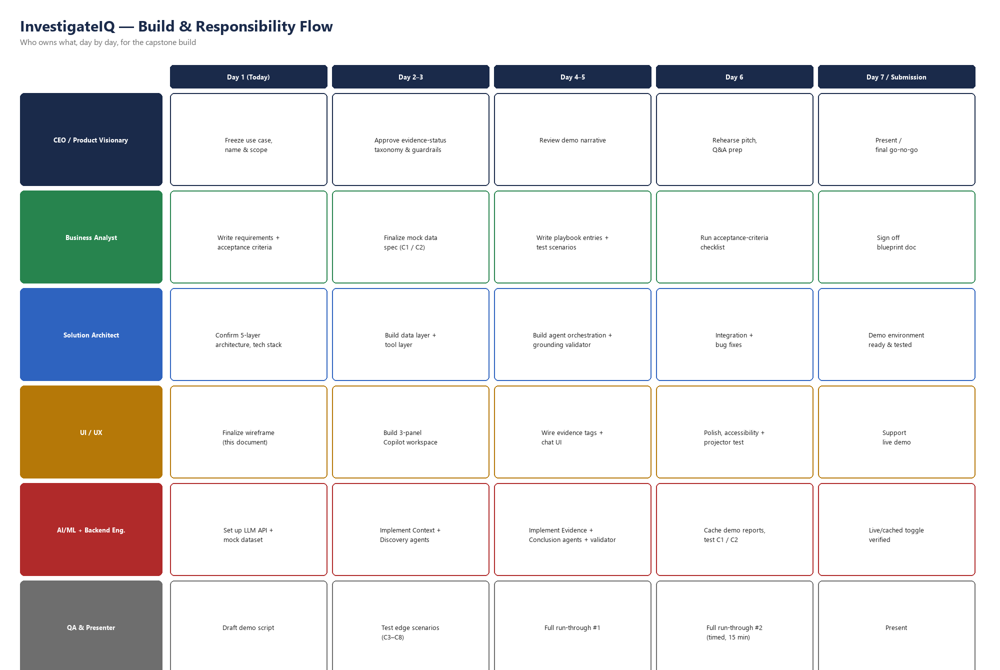 InvestigateIQ — Build & Responsibility Flow
Who owns what, day by day, for the capstone build
Day 1 (Today)
Day 2–3
Day 4–5
Day 6
Day 7 / Submission
CEO / Product Visionary
Freeze use case,
name & scope
Approve evidence-status
taxonomy & guardrails
Review demo narrative
Rehearse pitch,
Q&A prep
Present /
final go-no-go
Business Analyst
Write requirements +
acceptance criteria
Finalize mock data
spec (C1 / C2)
Write playbook entries +
test scenarios
Run acceptance-criteria
checklist
Sign off
blueprint doc
Solution Architect
Confirm 5-layer
architecture, tech stack
Build data layer +
tool layer
Build agent orchestration +
grounding validator
Integration +
bug fixes
Demo environment
ready & tested
UI / UX
Finalize wireframe
(this document)
Build 3-panel
Copilot workspace
Wire evidence tags +
chat UI
Polish, accessibility +
projector test
Support
live demo
AI/ML + Backend Eng.
Set up LLM API +
mock dataset
Implement Context +
Discovery agents
Implement Evidence +
Conclusion agents + validator
Cache demo reports,
test C1 / C2
Live/cached toggle
verified
QA & Presenter
Draft demo script
Test edge scenarios
(C3–C8)
Full run-through #1
Full run-through #2
(timed, 15 min)
Present